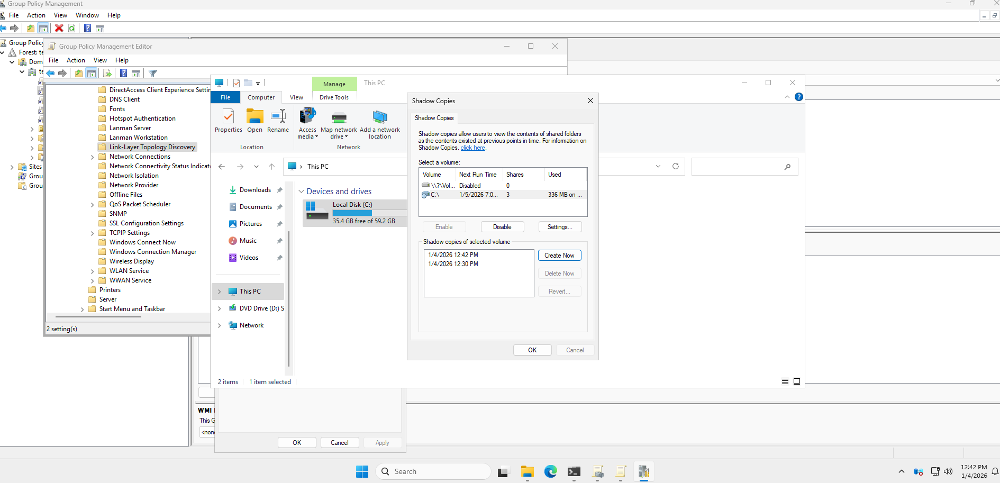 Group Policy Management
File Action View Window Help
Group Policy
Forest: te
Dom
te
Sites
Grou
Grou
Group Policy Management Editor
File Action View Help
DirectAccess Client Experience Settin
DNS Client
Fonts
Hotspot Authentication
Lanman Server
Lanman Workstation
Link-Layer Topology Discovery
Network Connections
Network Connectivity Status Indicato
Network Isolation
Network Provider
Offline Files
QoS Packet Scheduler
SNMP
SSL Configuration Settings
TCPIP Settings
Windows Connect Now
Windows Connection Manager
Wireless Display
WLAN Service
WWAN Service
Printers
Server
Start Menu and Taskbar
2 setting(s)
Manage This PC
File Computer View Drive Tools
Properties Open Rename Access media Map network drive Add a network location
Location Network
This PC
Downloads
Documents
Pictures
Music
Videos
This PC
DVD Drive (D:) S
Network
Devices and drives
Local Disk (C:)
35.4 GB free of 59.2 GB
2 items 1 item selected
Shadow Copies
Shadow Copies
Shadow copies allow users to view the contents of shared folders
as the contents existed at previous points in time. For information on
Shadow Copies, click here.
Select a volume:
Volume Next Run Time Shares Used
\\?\Vol... Disabled 0
C:\ 1/5/2026 7:0... 3 336 MB on ...
Enable Disable Settings...
Shadow copies of selected volume
1/4/2026 12:42 PM
1/4/2026 12:30 PM
Create Now
Delete Now
Revert...
OK Cancel
WMI
This G
<none
OK Cancel Apply
Search
12:42 PM
1/4/2026